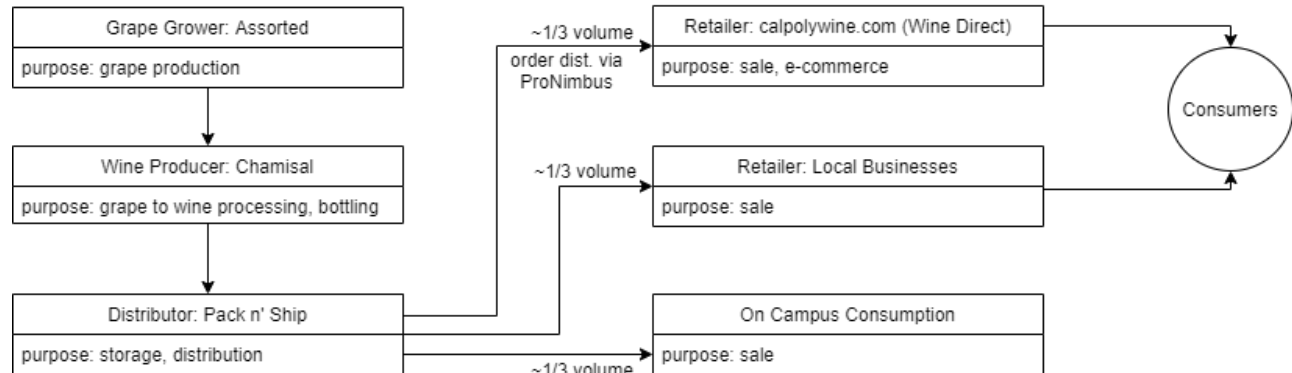 Grape Grower: Assorted
purpose: grape production
Wine Producer: Chamisal
purpose: grape to wine processing, bottling
Distributor: Pack n' Ship
purpose: storage, distribution
~1/3 volume
order dist. via
ProNimbus
~1/3 volume
~1/3 volume
Retailer: calpolywine.com (Wine Direct)
purpose: sale, e-commerce
Retailer: Local Businesses
purpose: sale
On Campus Consumption
purpose: sale
Consumers